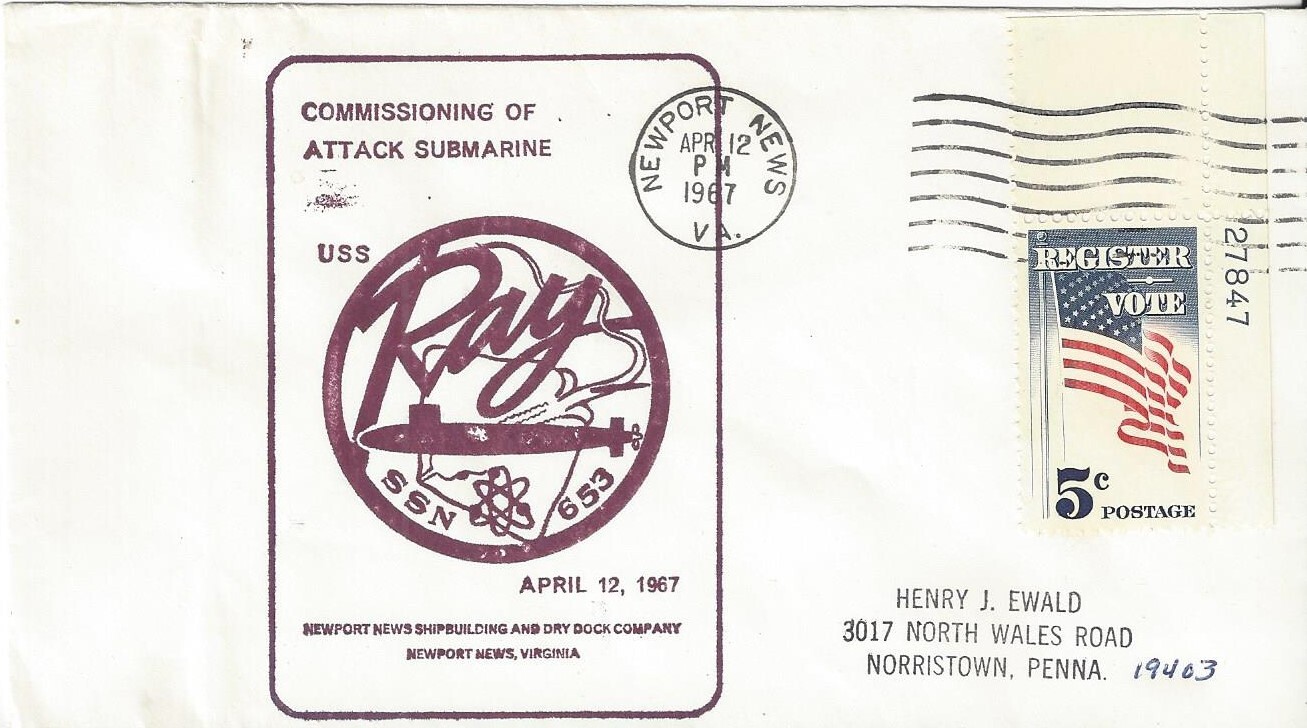 COMMISSIONING OF
ATTACK SUBMARINE
USS
Ray
SSN 653
APRIL 12, 1967
NEWPORT NEWS SHIPBUILDING AND DRY DOCK COMPANY
NEWPORT NEWS, VIRGINIA
NEWPORT NEWS
APR 12
PM
1967
VA.
REGISTER
VOTE
5c POSTAGE
27847
HENRY J. EWALD
3017 NORTH WALES ROAD
NORRISTOWN, PENNA. 19403